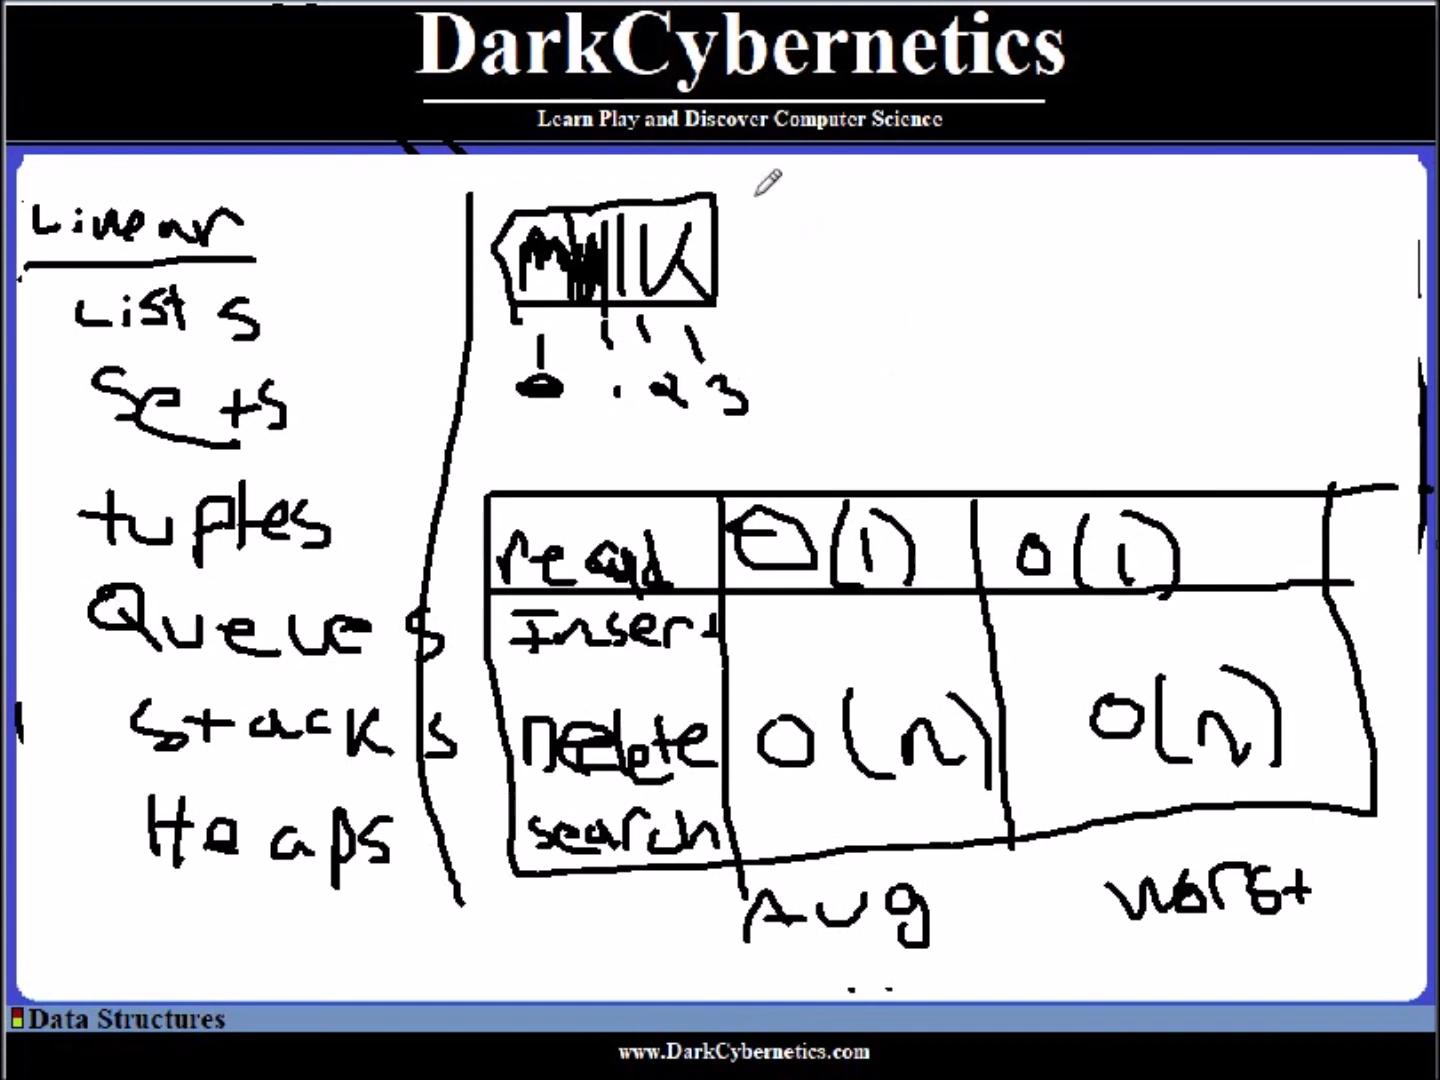 DarkCybernetics
Learn Play and Discover Computer Science
Linear
Lists
Sets
tuples
Queues
Stacks
Heaps
K
0 1 2 3
read O(1) O(1)
Insert
Delete O(n) O(n)
search
Avg Worst
Data Structures
www.DarkCybernetics.com